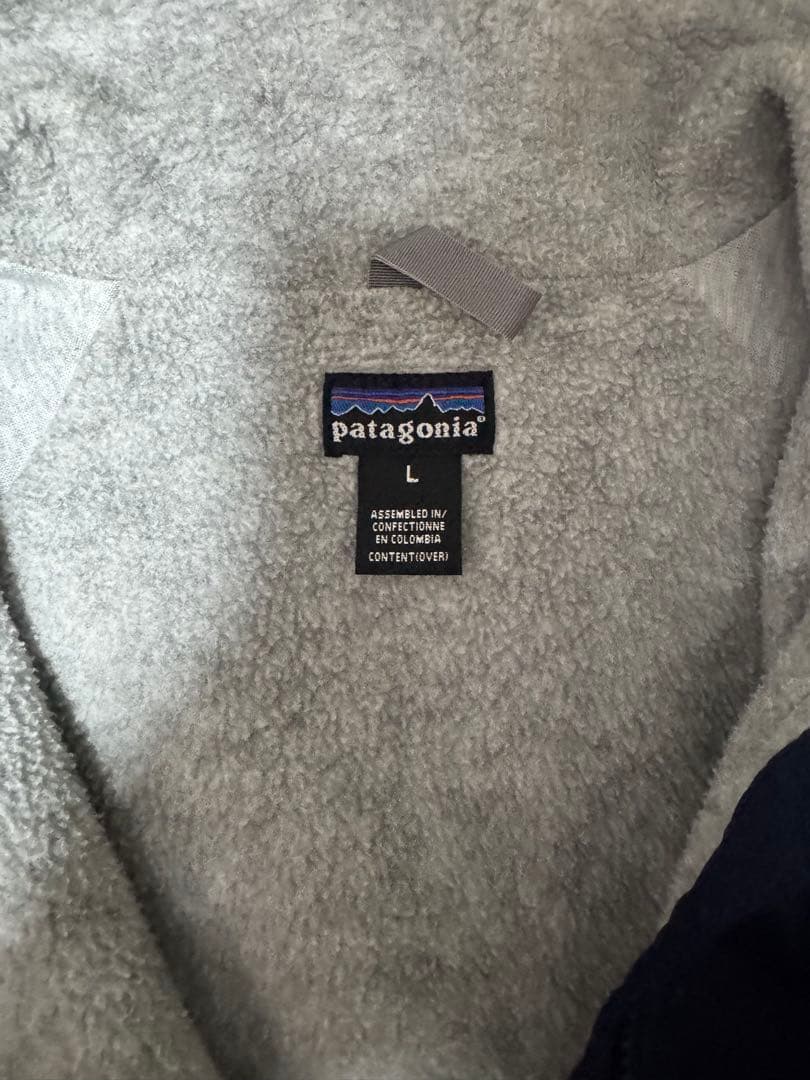 patagonia®
L
ASSEMBLED IN/
CONFECTIONNE
EN COLOMBIA
CONTENT(OVER)